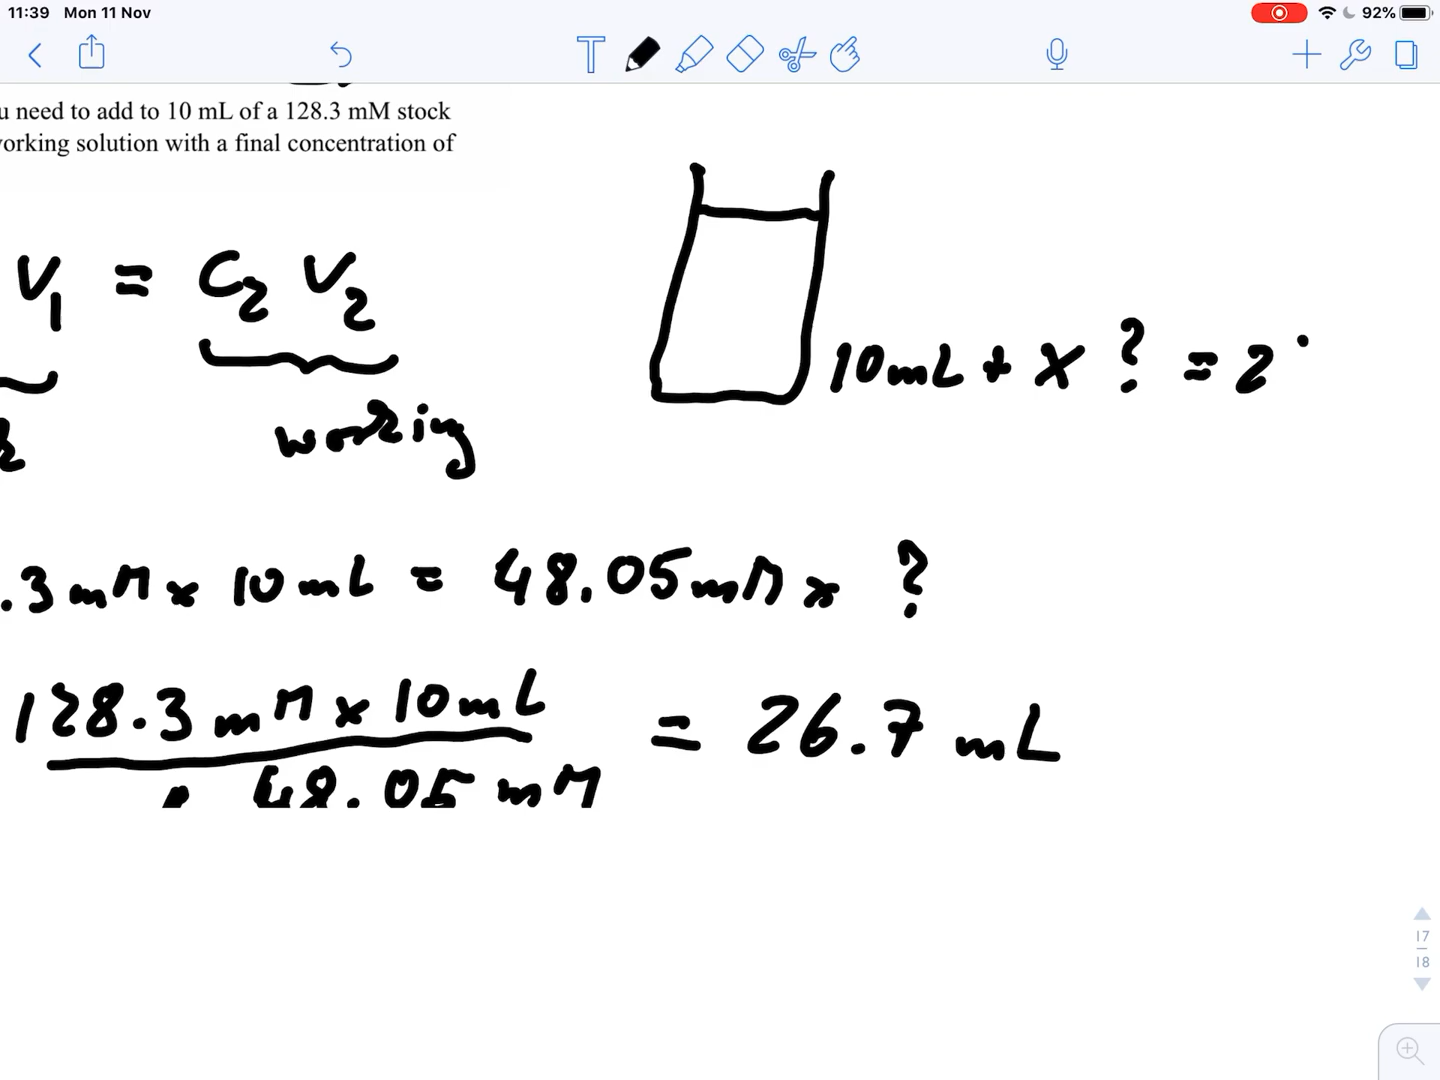 11:39 Mon 11 Nov 92%
T
u need to add to 10 mL of a 128.3 mM stock
orking solution with a final concentration of
V₁ = C₂ V₂
working
10mL + X ? = 2
.3 mM x 10 mL = 48.05 mM x ?
128.3 mM x 10 mL = 26.7 mL
48.05 mM
17
18